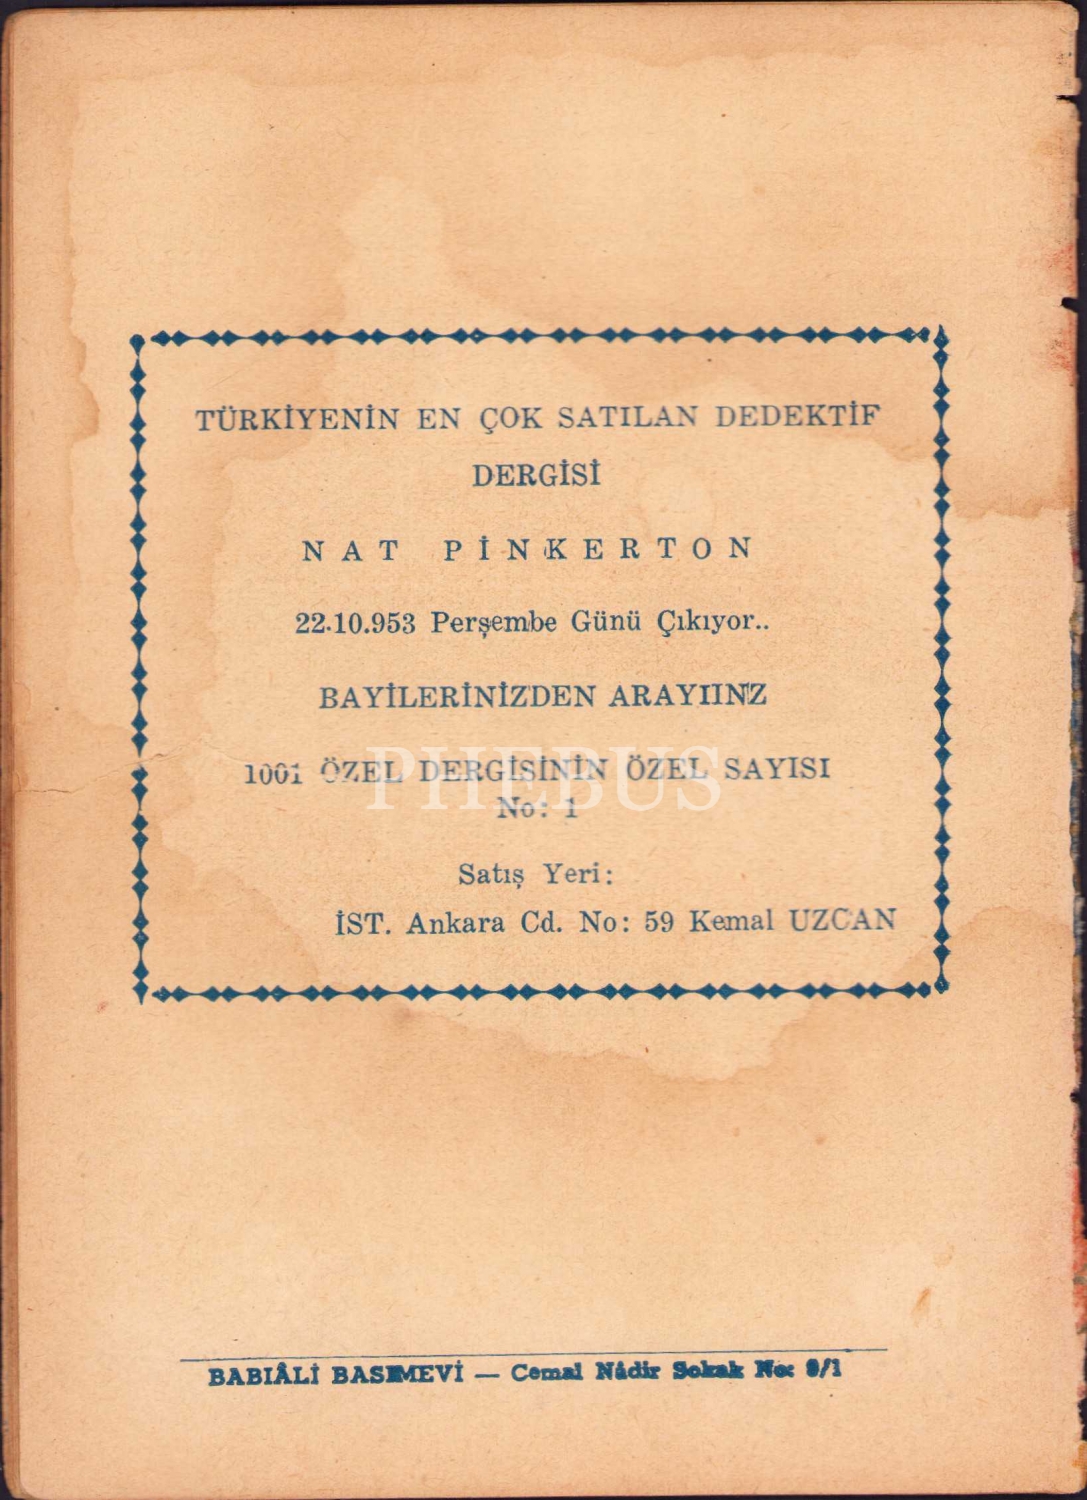 TÜRKİYENİN EN ÇOK SATILAN DEDEKTİF
DERGİSİ
NAT PİNKERTON
22.10.953 Perşembe Günü Çıkıyor..
BAYİLERİNİZDEN ARAYIINZ
1001 ÖZEL DERGİSİNİN ÖZEL SAYISI
No: 1
PHEBUS
Satış Yeri:
İST. Ankara Cd. No: 59 Kemal UZCAN
BABIÂLİ BASIMEVİ — Cemal Nâdir Sokak No: 9/1